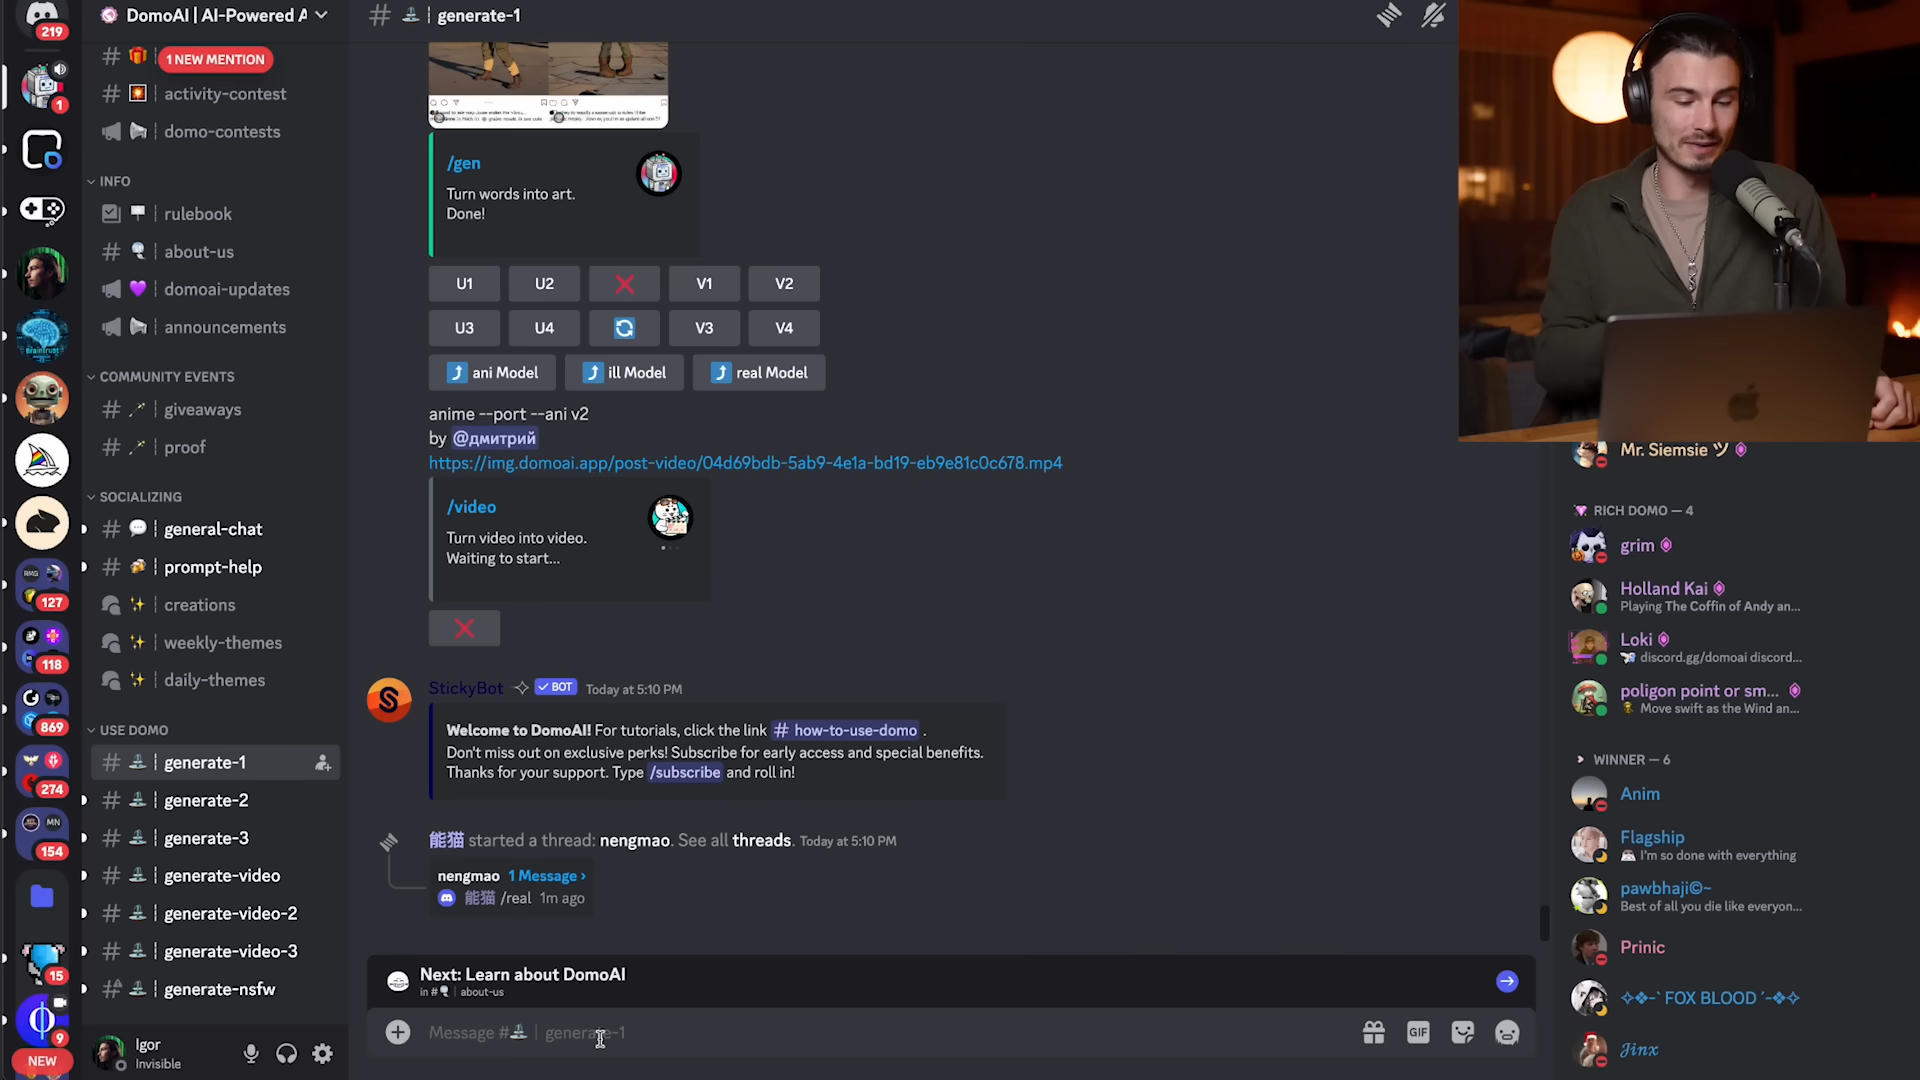 219
DomoAI | AI-Powered A
1 NEW MENTION
activity-contest
domo-contests
INFO
rulebook
about-us
domoai-updates
announcements
COMMUNITY EVENTS
giveaways
proof
SOCIALIZING
general-chat
prompt-help
creations
weekly-themes
daily-themes
USE DOMO
generate-1
generate-2
generate-3
generate-video
generate-video-2
generate-video-3
generate-nsfw
Igor
Invisible
1
Braintrust
RMG
127
118
869
274
MN
154
15
9
NEW
# | generate-1
/gen
Turn words into art.
Done!
U1 U2 V1 V2
U3 U4 V3 V4
ani Model ill Model real Model
anime --port --ani v2
by @дмитрий
https://img.domoai.app/post-video/04d69bdb-5ab9-4e1a-bd19-eb9e81c0c678.mp4
/video
Turn video into video.
Waiting to start...
StickyBot BOT Today at 5:10 PM
Welcome to DomoAI! For tutorials, click the link # how-to-use-domo .
Don't miss out on exclusive perks! Subscribe for early access and special benefits.
Thanks for your support. Type /subscribe and roll in!
能猫 started a thread: nengmao. See all threads. Today at 5:10 PM
nengmao 1 Message ›
能猫 /real 1m ago
Next: Learn about DomoAI
in # | about-us
Message # | generate-1
GIF
Mr. Siemsie ツ
RICH DOMO — 4
grim
Holland Kai
Playing The Coffin of Andy an...
Loki
discord.gg/domoai discord...
poligon point or sm...
Move swift as the Wind an...
WINNER — 6
Anim
Flagship
I'm so done with everything
pawbhaji©~
Best of all you die like everyon...
Prinic
✧❖-` FOX BLOOD ´-❖✧
Jinx